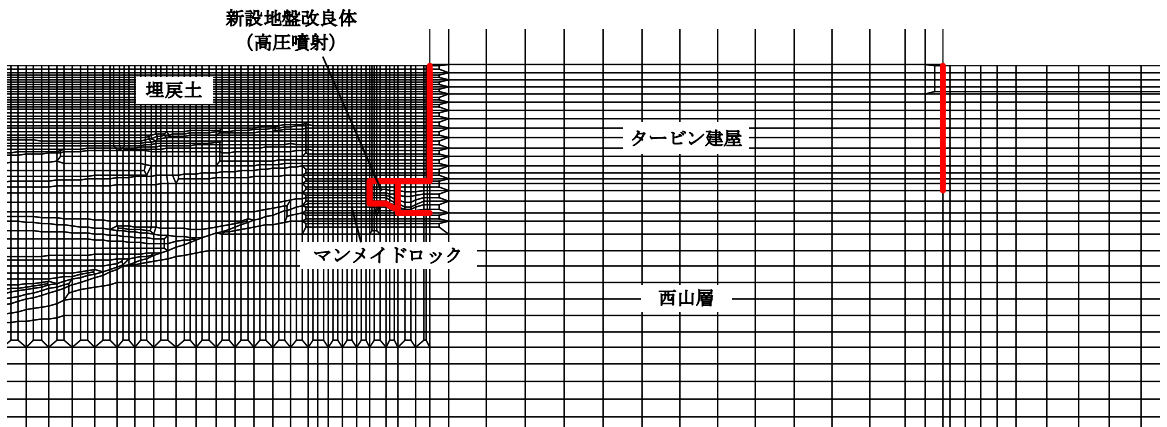 新設地盤改良体
（高圧噴射）
埋戻土
タービン建屋
マンメイドロック
西山層